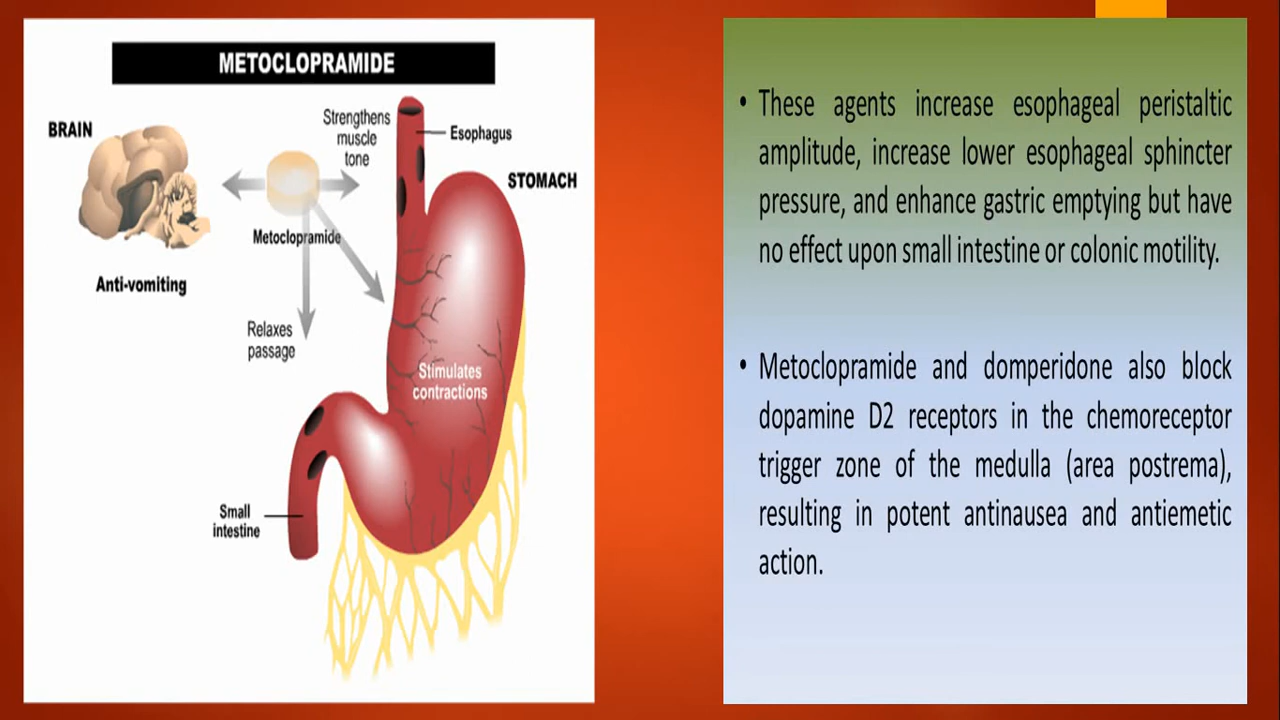 METOCLOPRAMIDE
BRAIN
Anti-vomiting
Strengthens
muscle
tone
Metoclopramide
Relaxes
passage
Esophagus
STOMACH
Stimulates
contractions
Small
intestine
• These agents increase esophageal peristaltic
amplitude, increase lower esophageal sphincter
pressure, and enhance gastric emptying but have
no effect upon small intestine or colonic motility.
• Metoclopramide and domperidone also block
dopamine D2 receptors in the chemoreceptor
trigger zone of the medulla (area postrema),
resulting in potent antinausea and antiemetic
action.